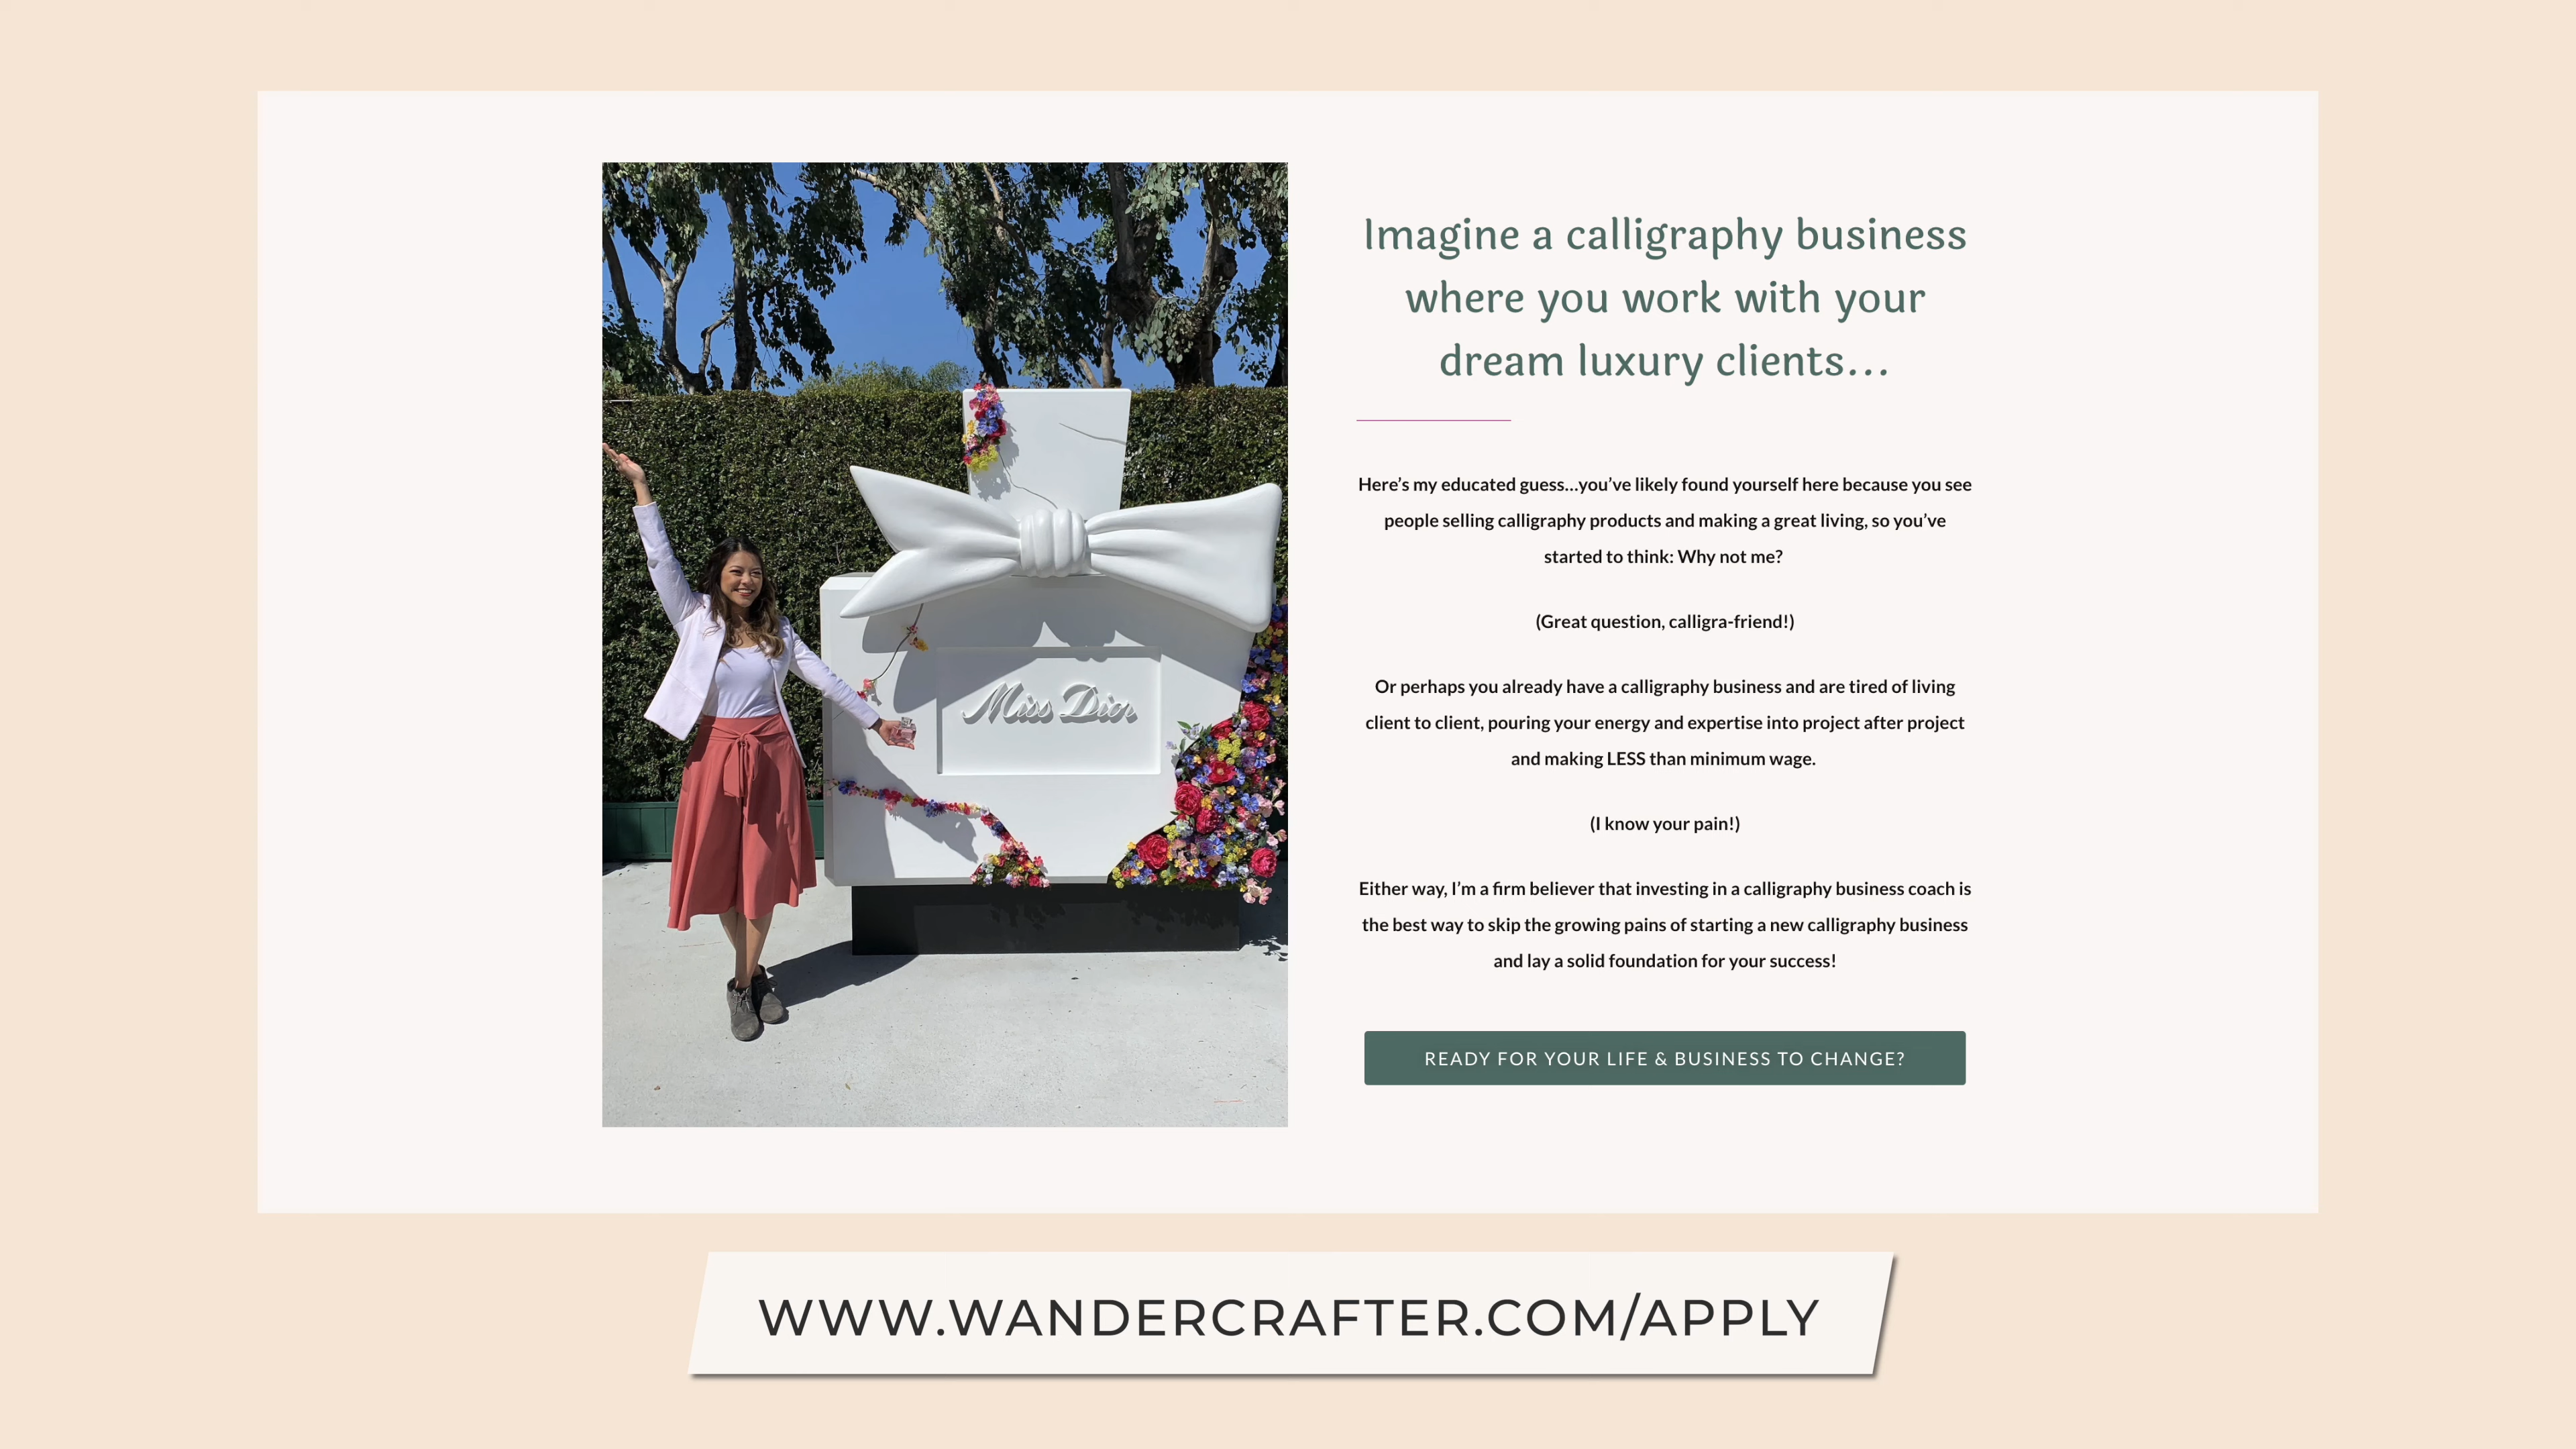 Imagine a calligraphy business
where you work with your
dream luxury clients...
Here’s my educated guess...you’ve likely found yourself here because you see
people selling calligraphy products and making a great living, so you’ve
started to think: Why not me?
(Great question, calligra-friend!)
Or perhaps you already have a calligraphy business and are tired of living
client to client, pouring your energy and expertise into project after project
and making LESS than minimum wage.
(I know your pain!)
Either way, I’m a firm believer that investing in a calligraphy business coach is
the best way to skip the growing pains of starting a new calligraphy business
and lay a solid foundation for your success!
READY FOR YOUR LIFE & BUSINESS TO CHANGE?
Miss Dior
WWW.WANDERCRAFTER.COM/APPLY